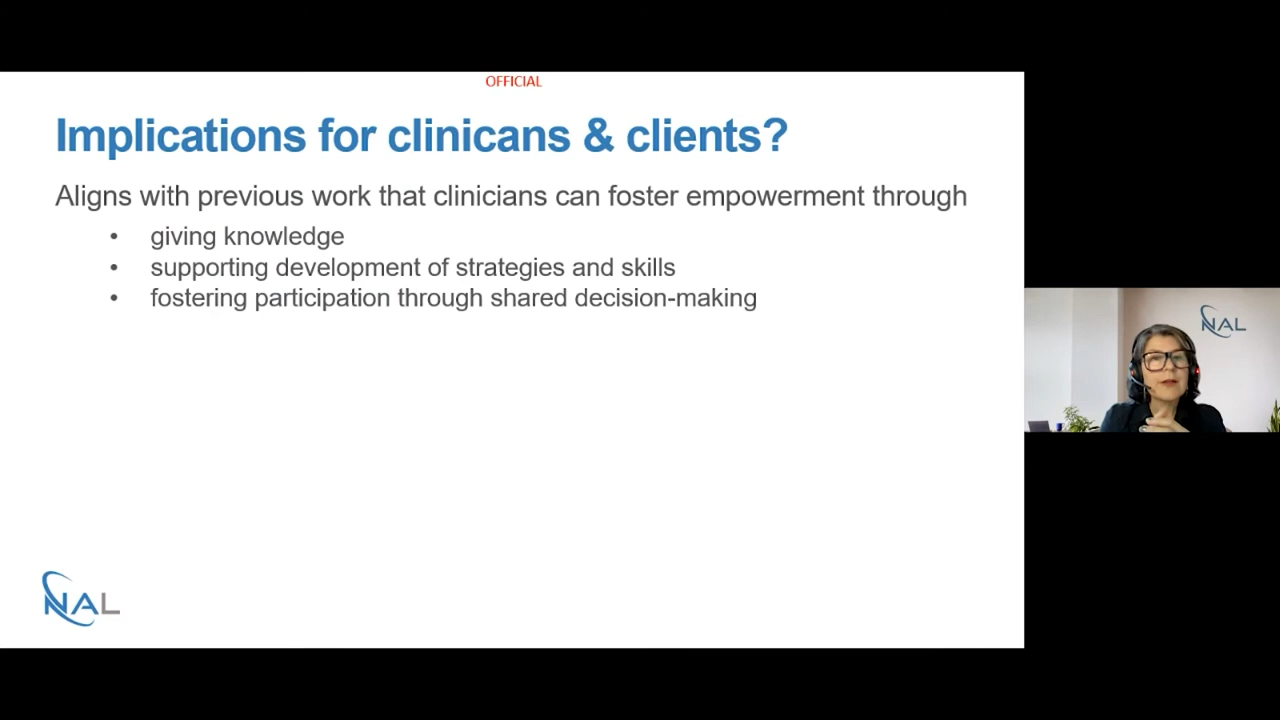 OFFICIAL
Implications for clinicans & clients?
Aligns with previous work that clinicians can foster empowerment through
• giving knowledge
• supporting development of strategies and skills
• fostering participation through shared decision-making
NAL
NAL